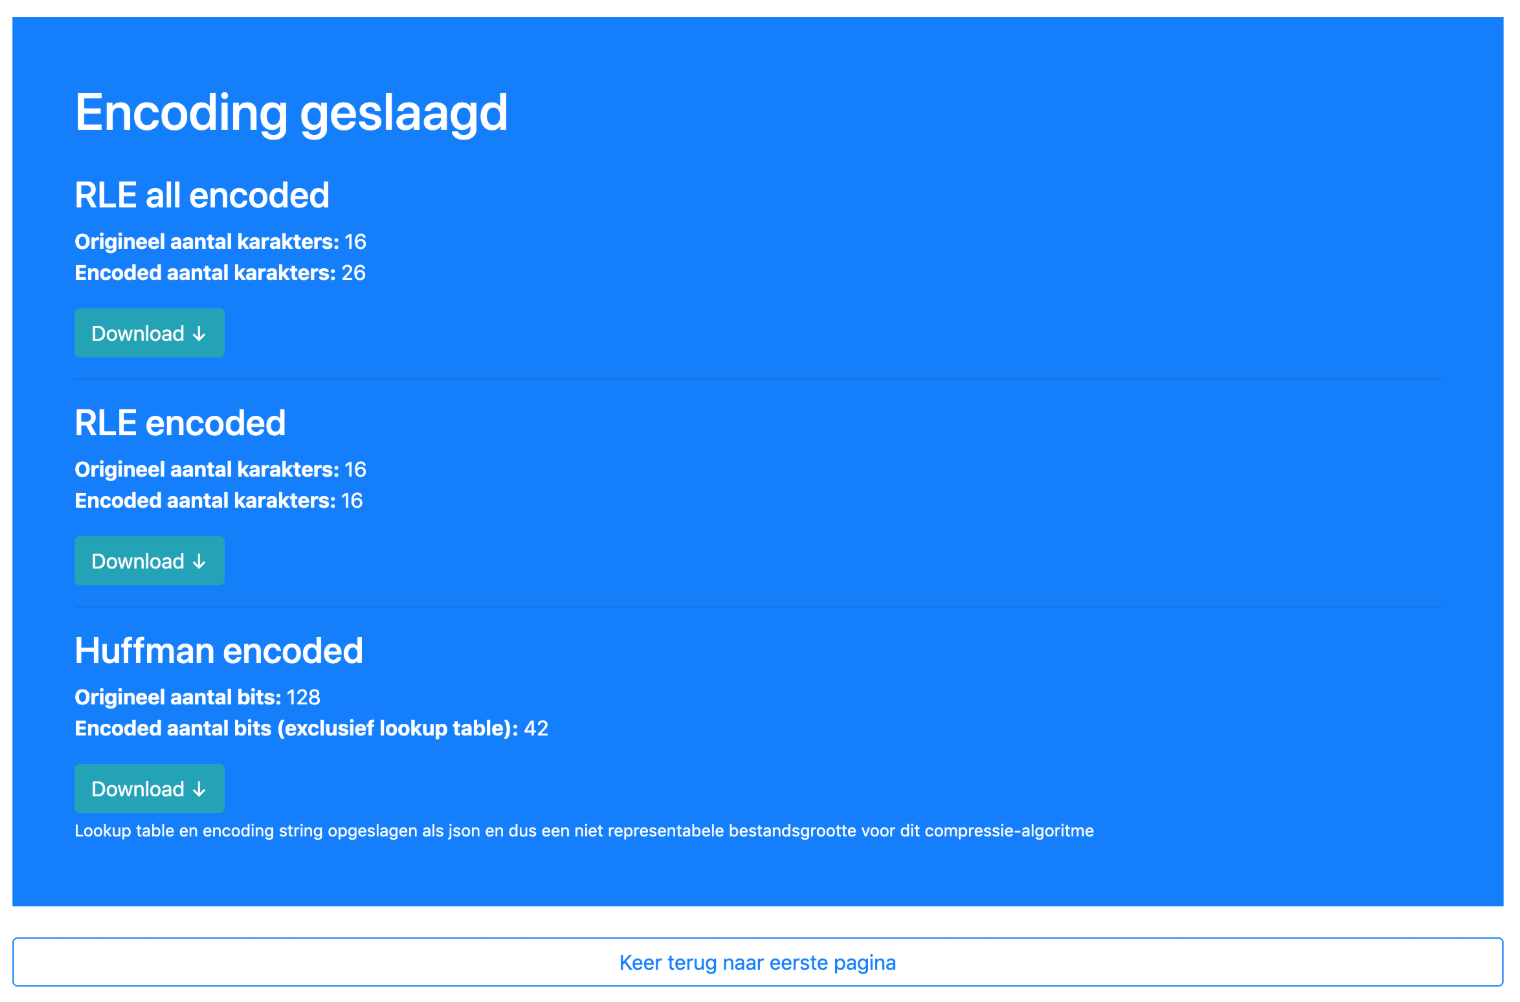 Encoding geslaagd
RLE all encoded
Origineel aantal karakters: 16
Encoded aantal karakters: 26
Download ↓
RLE encoded
Origineel aantal karakters: 16
Encoded aantal karakters: 16
Download ↓
Huffman encoded
Origineel aantal bits: 128
Encoded aantal bits (exclusief lookup table): 42
Download ↓
Lookup table en encoding string opgeslagen als json en dus een niet representabele bestandsgrootte voor dit compressie-algoritme
Keer terug naar eerste pagina